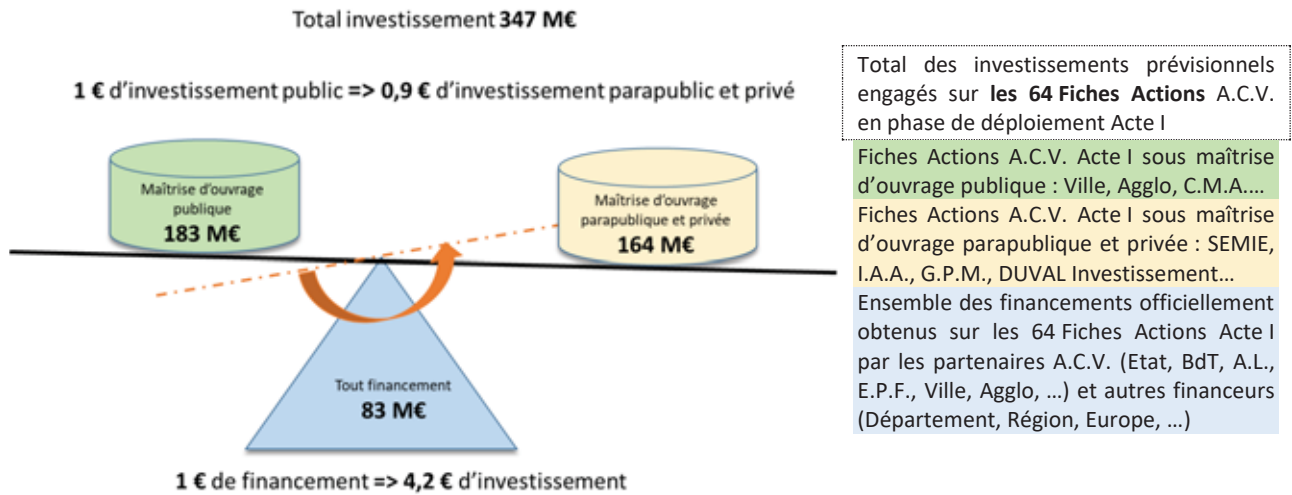 Total investissement 347 M€
1 € d’investissement public => 0,9 € d’investissement parapublic et privé
Maîtrise d’ouvrage
publique
183 M€
Maîtrise d’ouvrage
parapublique et privée
164 M€
Tout financement
83 M€
1 € de financement => 4,2 € d’investissement
Total des investissements prévisionnels
engagés sur les 64 Fiches Actions A.C.V.
en phase de déploiement Acte I
Fiches Actions A.C.V. Acte I sous maîtrise
d’ouvrage publique : Ville, Agglo, C.M.A.…
Fiches Actions A.C.V. Acte I sous maîtrise
d’ouvrage parapublique et privée : SEMIE,
I.A.A., G.P.M., DUVAL Investissement…
Ensemble des financements officiellement
obtenus sur les 64 Fiches Actions Acte I
par les partenaires A.C.V. (Etat, BdT, A.L.,
E.P.F., Ville, Agglo, …) et autres financeurs
(Département, Région, Europe, …)